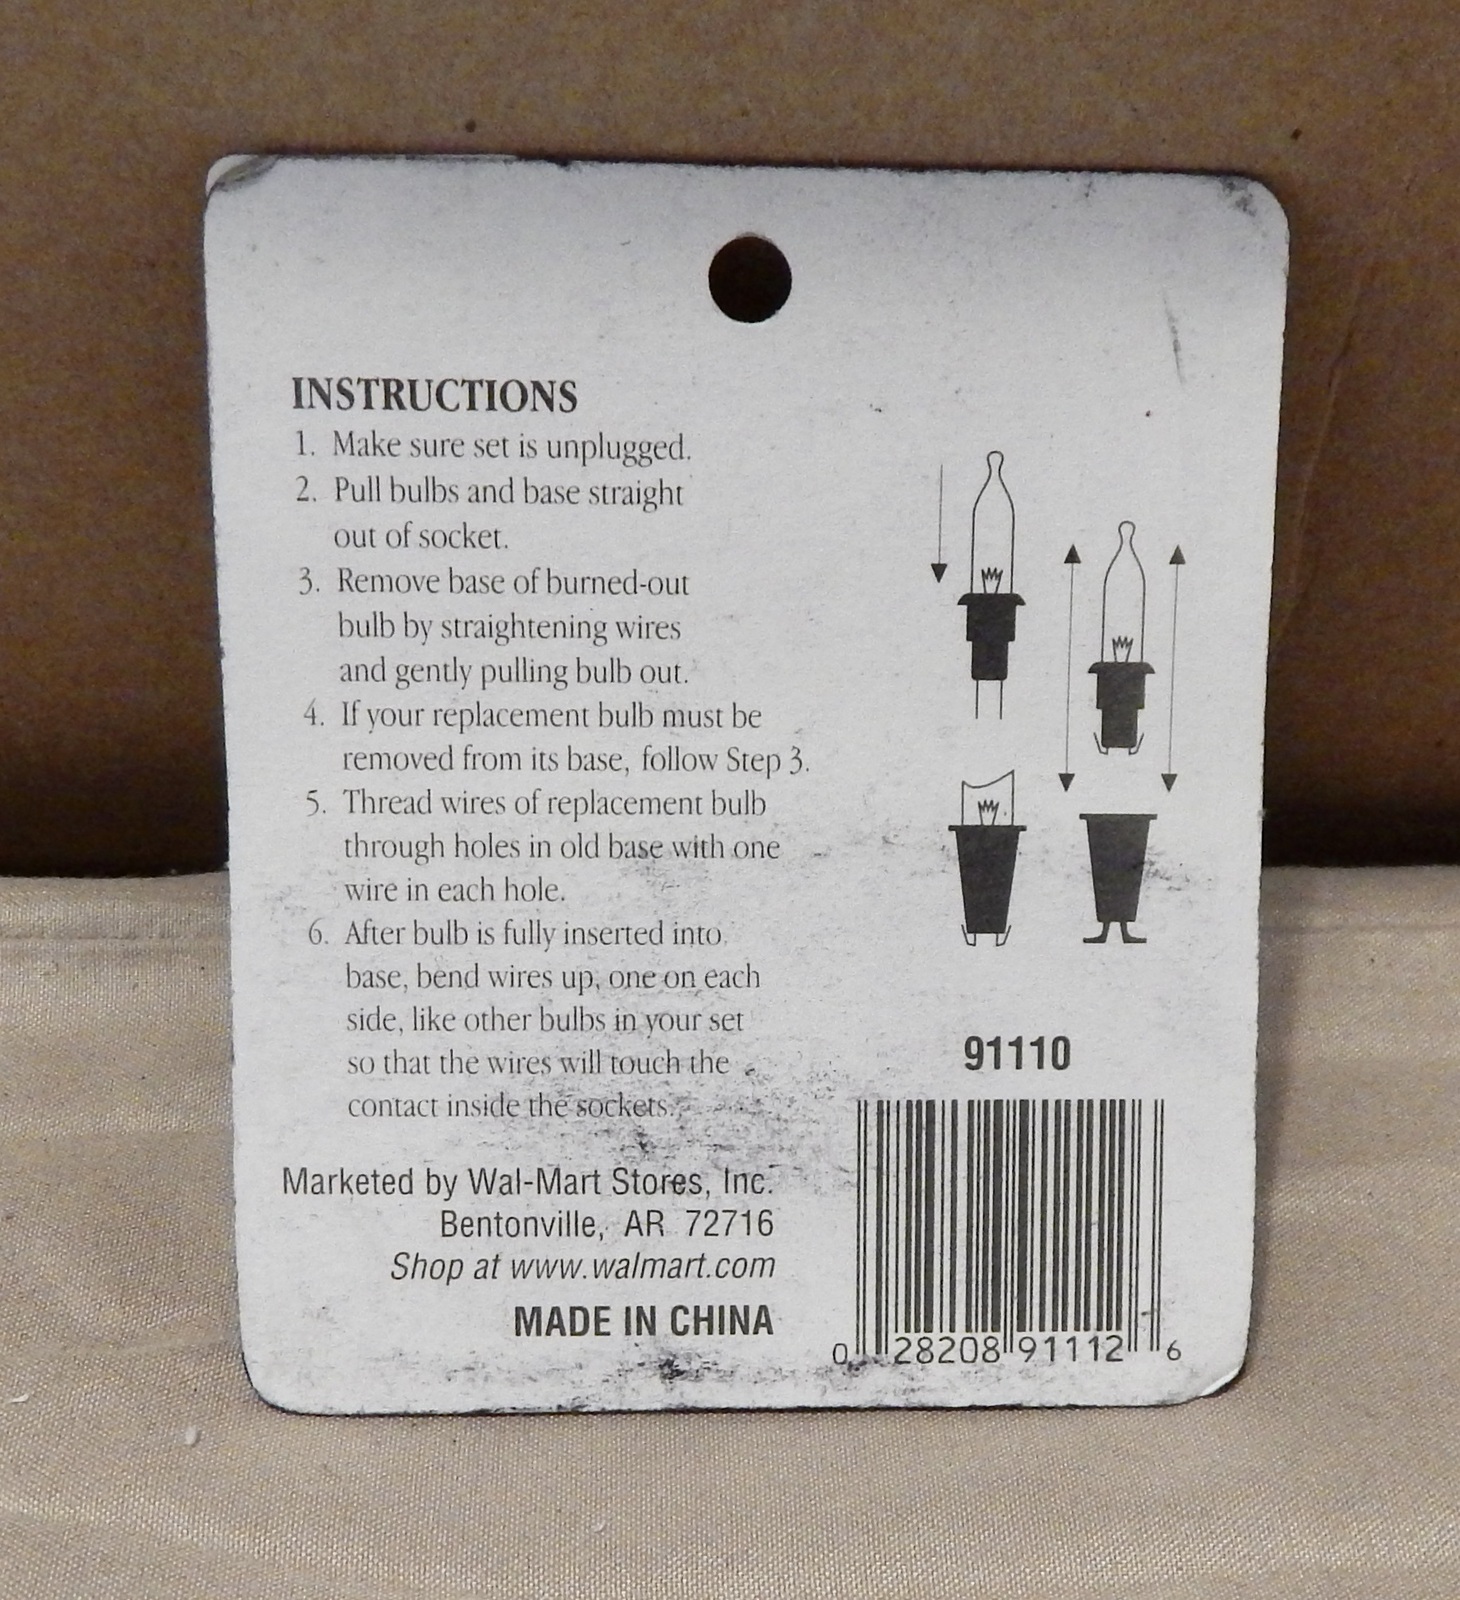 INSTRUCTIONS
1. Make sure set is unplugged.
2. Pull bulbs and base straight
out of socket.
3. Remove base of burned-out
bulb by straightening wires
and gently pulling bulb out.
4. If your replacement bulb must be
removed from its base, follow Step 3.
5. Thread wires of replacement bulb
through holes in old base with one
wire in each hole.
6. After bulb is fully inserted into
base, bend wires up, one on each
side, like other bulbs in your set
so that the wires will touch the
contact inside the sockets.
Marketed by Wal-Mart Stores, Inc.
Bentonville, AR 72716
Shop at www.walmart.com
MADE IN CHINA
91110
0 28208 91112 6